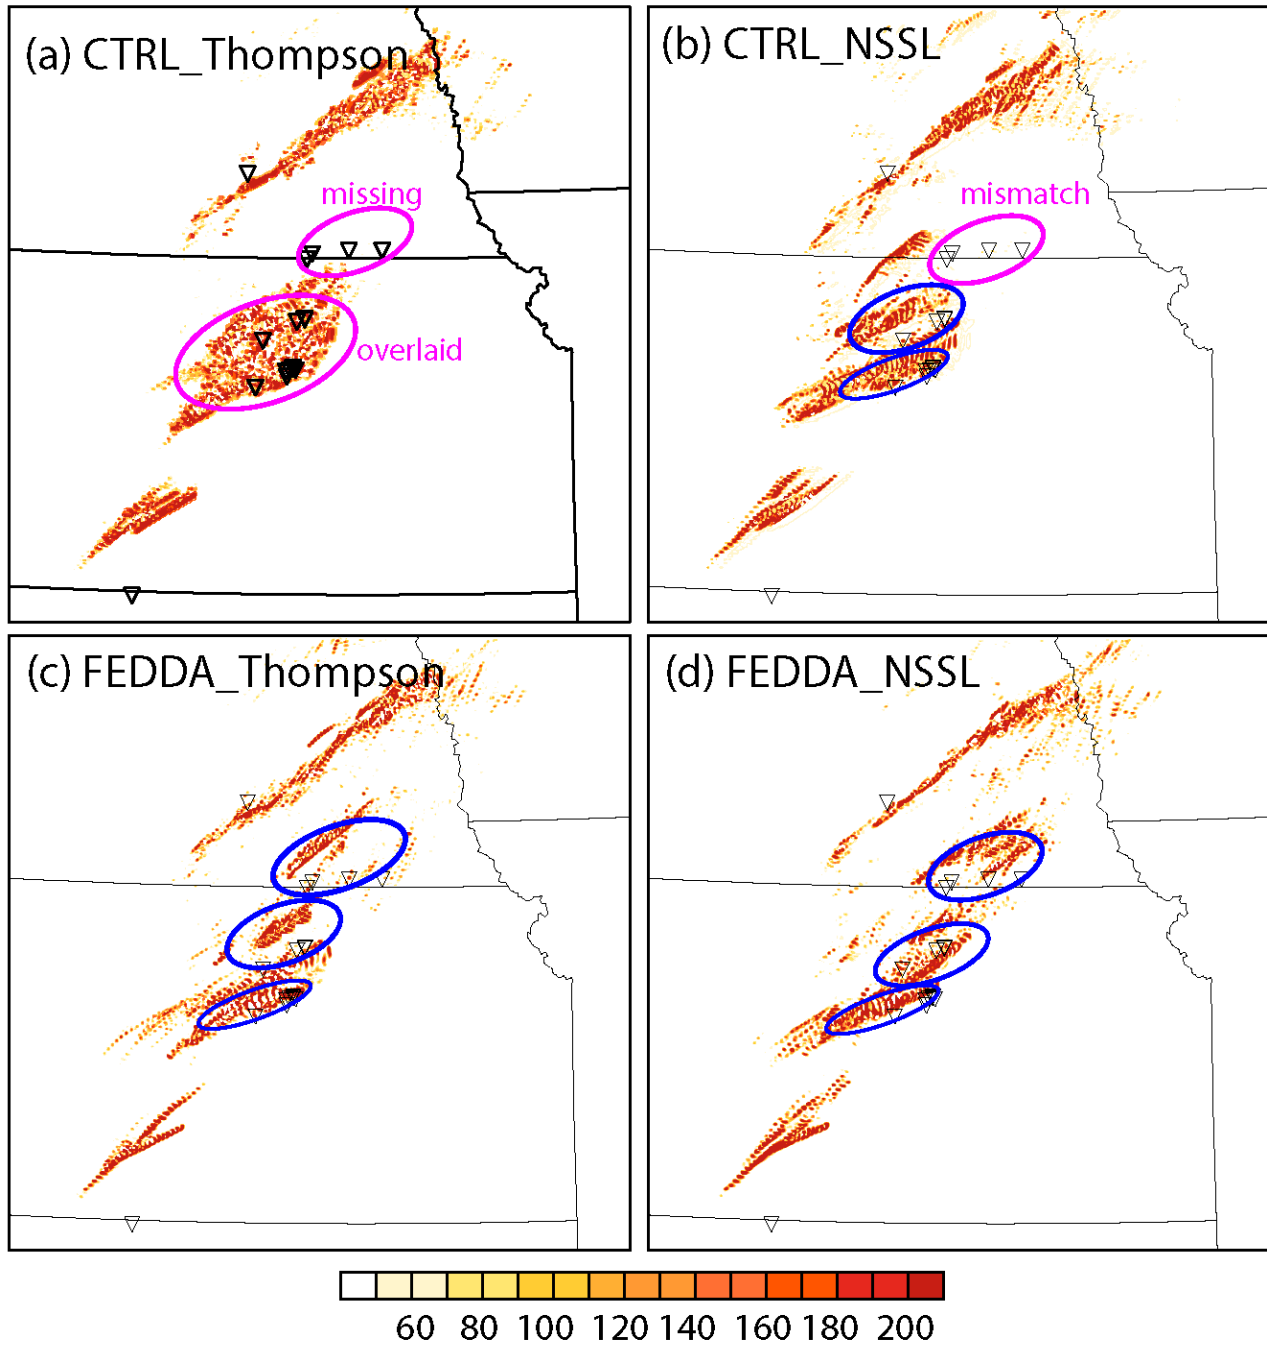 (a) CTRL_Thompson
(b) CTRL_NSSL
missing
mismatch
overlaid
(c) FEDDA_Thompson
(d) FEDDA_NSSL
60 80 100 120 140 160 180 200